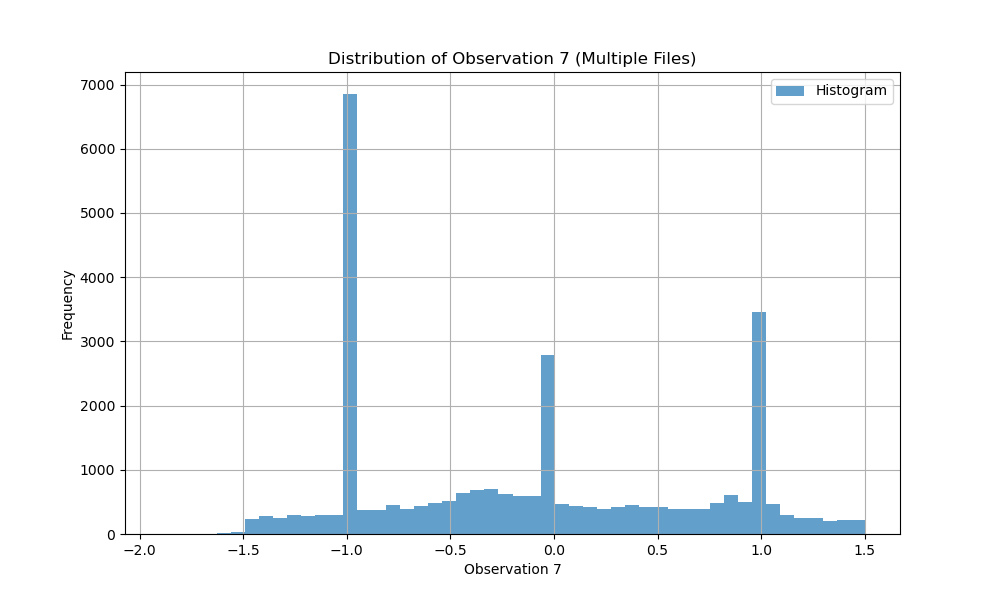 Distribution of Observation 7 (Multiple Files)
Histogram
7000
6000
5000
4000
3000
2000
1000
0
Frequency
−2.0 −1.5 −1.0 −0.5 0.0 0.5 1.0 1.5
Observation 7